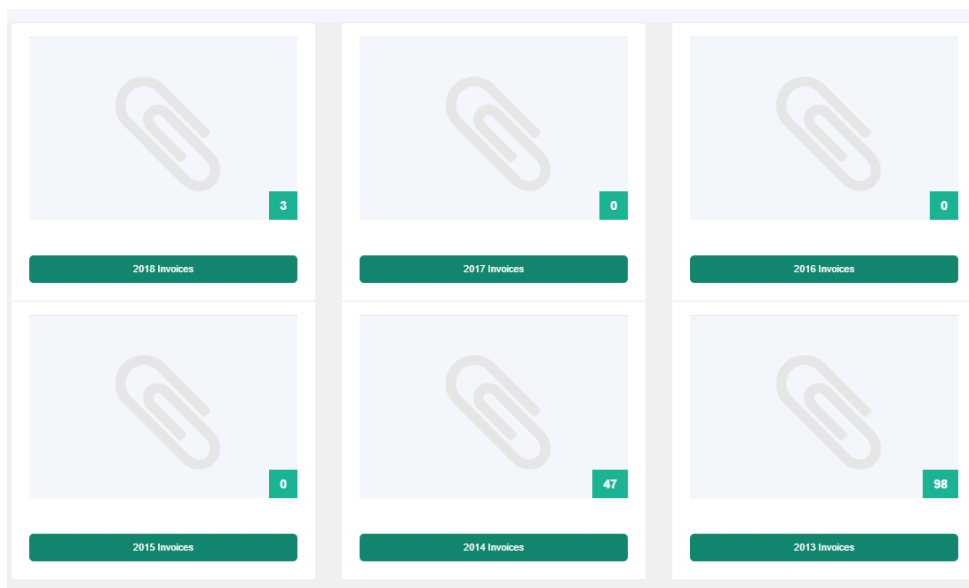 3
0
0
2018 Invoices
2017 Invoices
2016 Invoices
0
47
98
2015 Invoices
2014 Invoices
2013 Invoices